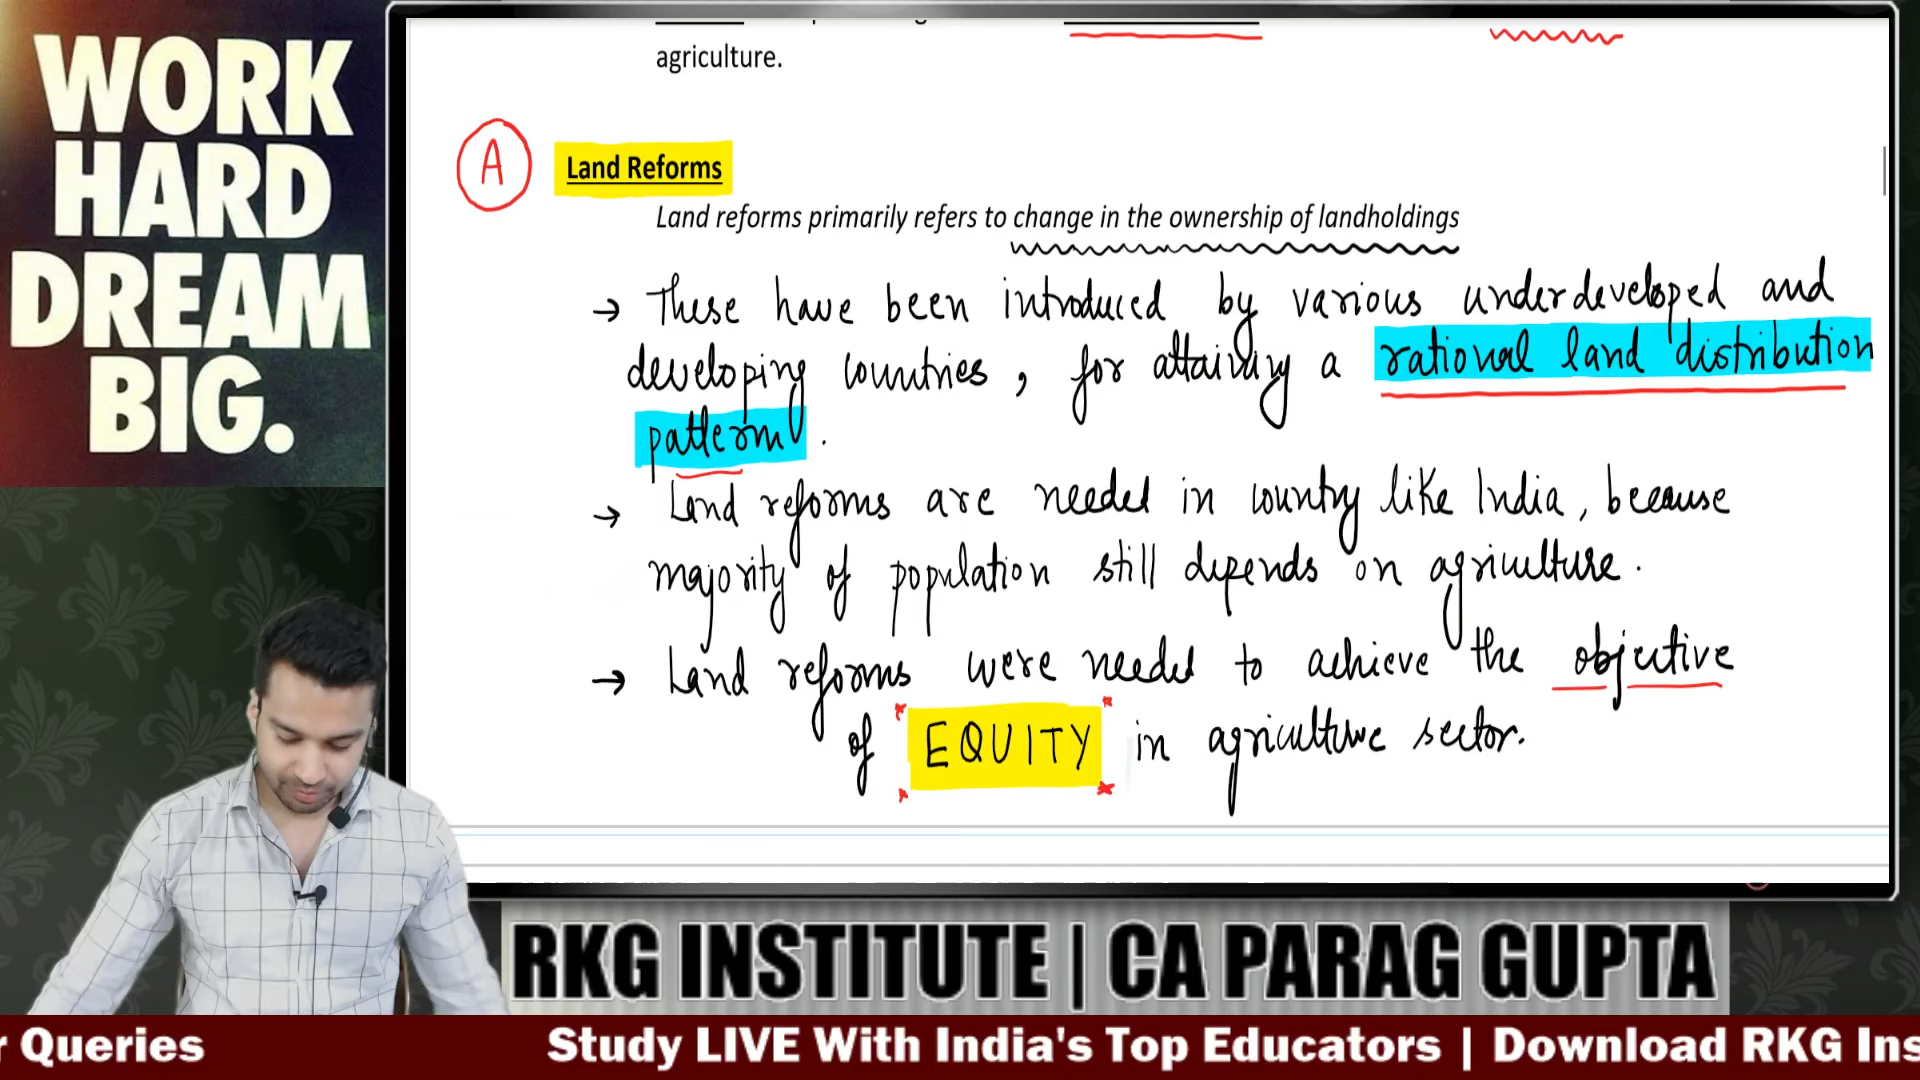 WORK
HARD
DREAM
BIG.
agriculture.
A
Land Reforms
Land reforms primarily refers to change in the ownership of landholdings
→ These have been introduced by various underdeveloped and
developing countries, for attaining a rational land distribution
pattern.
→ Land reforms are needed in country like India, because
majority of population still depends on agriculture.
→ Land reforms were needed to achieve the objective
of EQUITY in agriculture sector.
RKG INSTITUTE | CA PARAG GUPTA
r Queries Study LIVE With India's Top Educators | Download RKG Ins